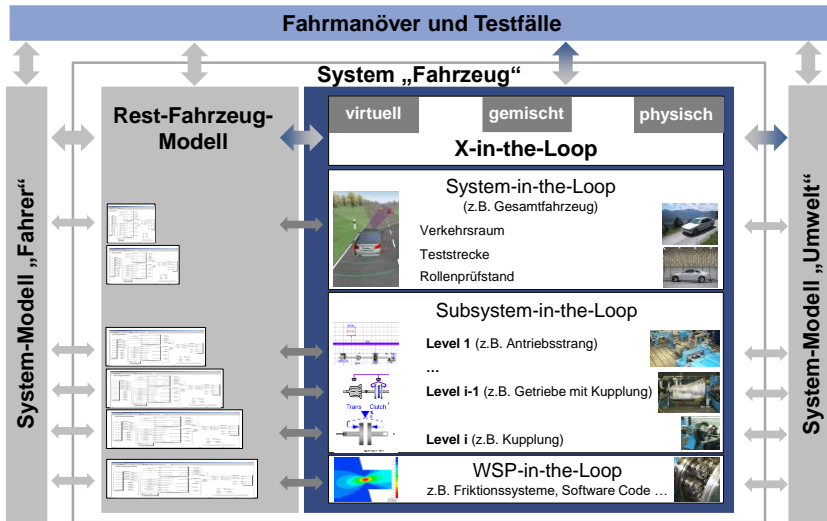 Fahrmanöver und Testfälle
System „Fahrzeug“
System-Modell „Fahrer“
Rest-Fahrzeug-
Modell
virtuell
gemischt
physisch
X-in-the-Loop
System-in-the-Loop
(z.B. Gesamtfahrzeug)
Verkehrsraum
Teststrecke
Rollenprüfstand
Subsystem-in-the-Loop
Level 1 (z.B. Antriebsstrang)
...
Level i-1 (z.B. Getriebe mit Kupplung)
Trans Clutch
Level i (z.B. Kupplung)
WSP-in-the-Loop
z.B. Friktionssysteme, Software Code ...
System-Modell „Umwelt“